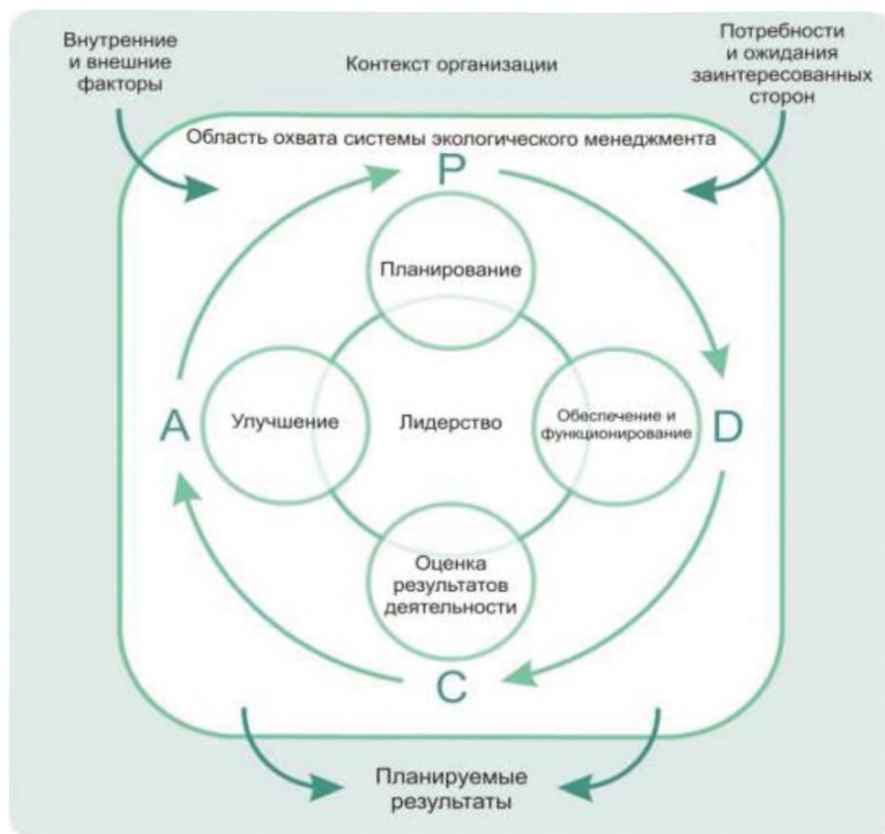 Внутренние
и внешние
факторы
Контекст организации
Потребности
и ожидания
заинтересованных
сторон
Область охвата системы экологического менеджмента
P
Планирование
A
Улучшение
Лидерство
Обеспечение и
функционирование
D
Оценка
результатов
деятельности
C
Планируемые
результаты